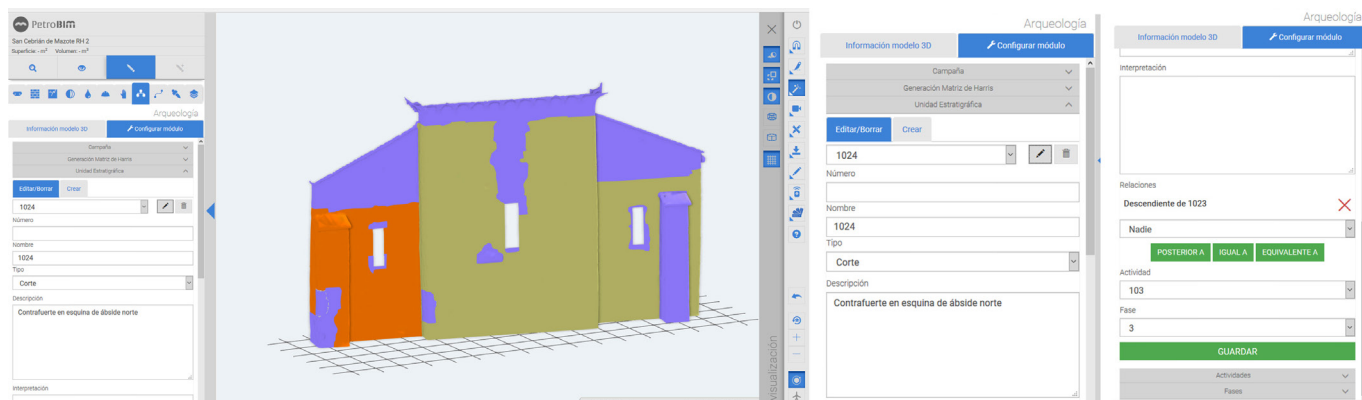 PetroBIM
San Cebrián de Mazote RH 2
Superficie: - m² Volumen: - m³
Arqueología
Información modelo 3D
Configurar módulo
Campaña
Generación Matriz de Harris
Unidad Estratigráfica
Editar/Borrar
Crear
1024
Número
Nombre
1024
Tipo
Corte
Descripción
Contrafuerte en esquina de ábside norte
Interpretación
visualización
Arqueología
Información modelo 3D
Configurar módulo
Campaña
Generación Matriz de Harris
Unidad Estratigráfica
Editar/Borrar
Crear
1024
Número
Nombre
1024
Tipo
Corte
Descripción
Contrafuerte en esquina de ábside norte
Arqueología
Información modelo 3D
Configurar módulo
Interpretación
Relaciones
Descendiente de 1023
Nadie
POSTERIOR A
IGUAL A
EQUIVALENTE A
Actividad
103
Fase
3
GUARDAR
Actividades
Fases